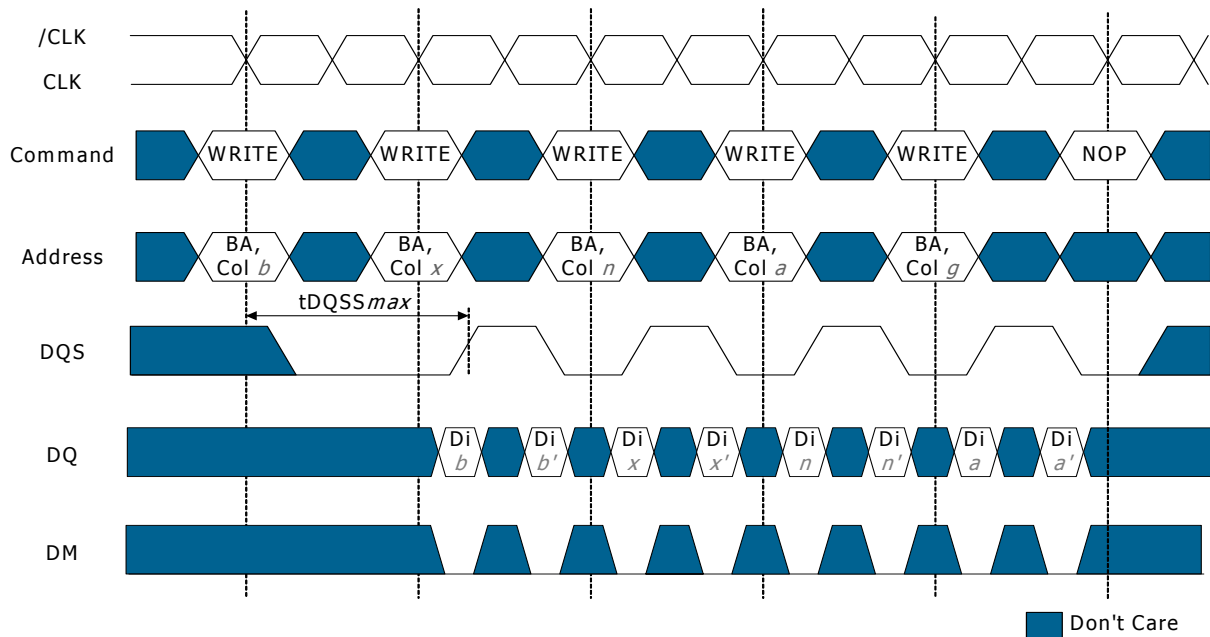 /CLK
CLK
Command
WRITE
WRITE
WRITE
WRITE
WRITE
NOP
Address
BA,
Col b
BA,
Col x
BA,
Col n
BA,
Col a
BA,
Col g
tDQSSmax
DQS
DQ
Di
b
Di
b'
Di
x
Di
x'
Di
n
Di
n'
Di
a
Di
a'
DM
Don't Care